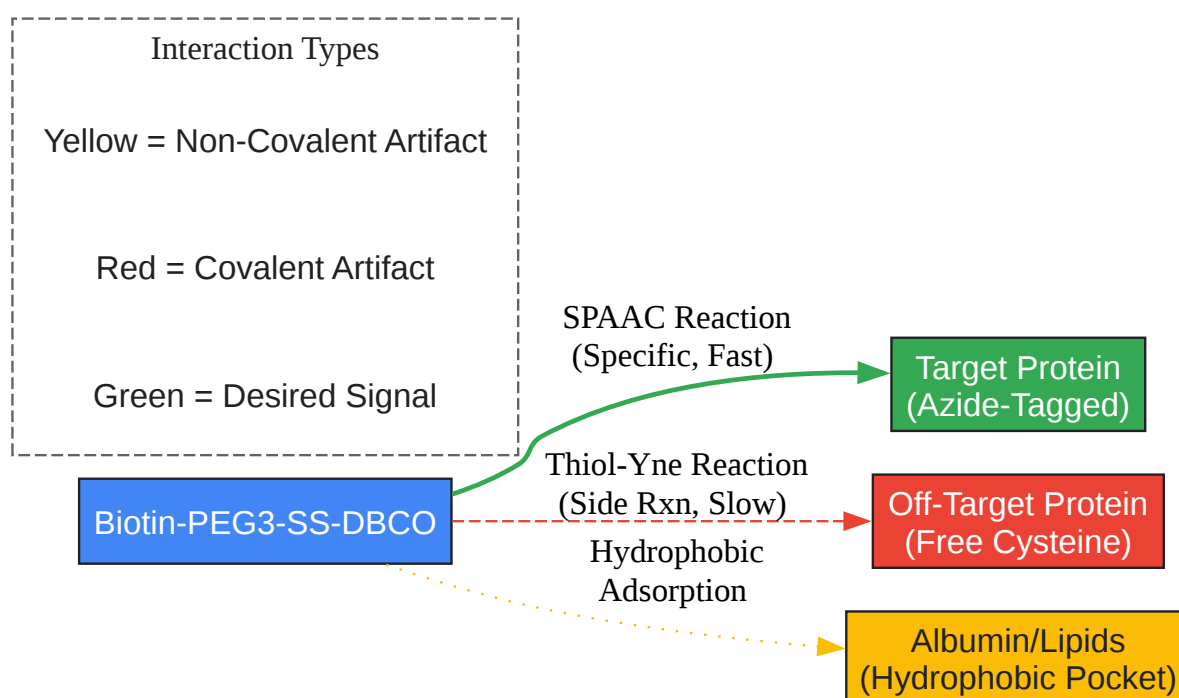 Interaction Types
Yellow = Non-Covalent Artifact
Red = Covalent Artifact
Green = Desired Signal
SPAAC Reaction
(Specific, Fast)
Target Protein
(Azide-Tagged)
Biotin-PEG3-SS-DBCO
Thiol-Yne Reaction
(Side Rxn, Slow)
Off-Target Protein
(Free Cysteine)
Hydrophobic
Adsorption
Albumin/Lipids
(Hydrophobic Pocket)